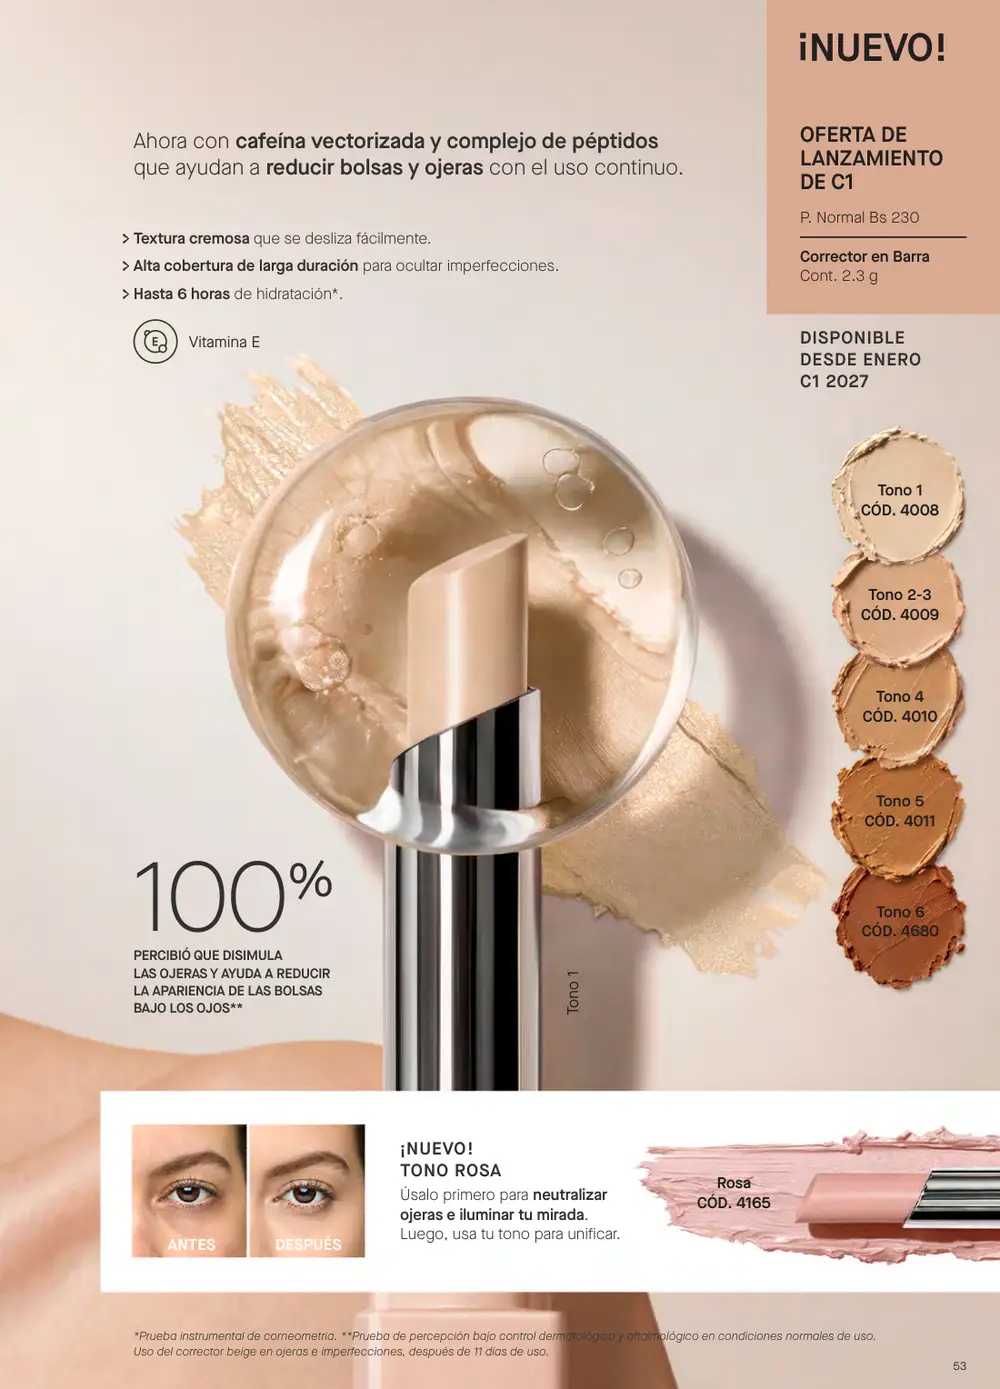 ¡NUEVO!
OFERTA DE
LANZAMIENTO
DE C1
P. Normal Bs 230
Corrector en Barra
Cont. 2.3 g
DISPONIBLE
DESDE ENERO
C1 2027
Ahora con cafeína vectorizada y complejo de péptidos
que ayudan a reducir bolsas y ojeras con el uso continuo.
> Textura cremosa que se desliza fácilmente.
> Alta cobertura de larga duración para ocultar imperfecciones.
> Hasta 6 horas de hidratación*.
E
Vitamina E
Tono 1
CÓD. 4008
Tono 2-3
CÓD. 4009
Tono 4
CÓD. 4010
Tono 5
CÓD. 4011
Tono 6
CÓD. 4680
100%
PERCIBIÓ QUE DISIMULA
LAS OJERAS Y AYUDA A REDUCIR
LA APARIENCIA DE LAS BOLSAS
BAJO LOS OJOS**
Tono 1
ANTES
DESPUÉS
¡NUEVO!
TONO ROSA
Úsalo primero para neutralizar
ojeras e iluminar tu mirada.
Luego, usa tu tono para unificar.
Rosa
CÓD. 4165
*Prueba instrumental de corneometria. **Prueba de percepción bajo control dermatológico y oftalmológico en condiciones normales de uso.
Uso del corrector beige en ojeras e imperfecciones, después de 11 días de uso.
53